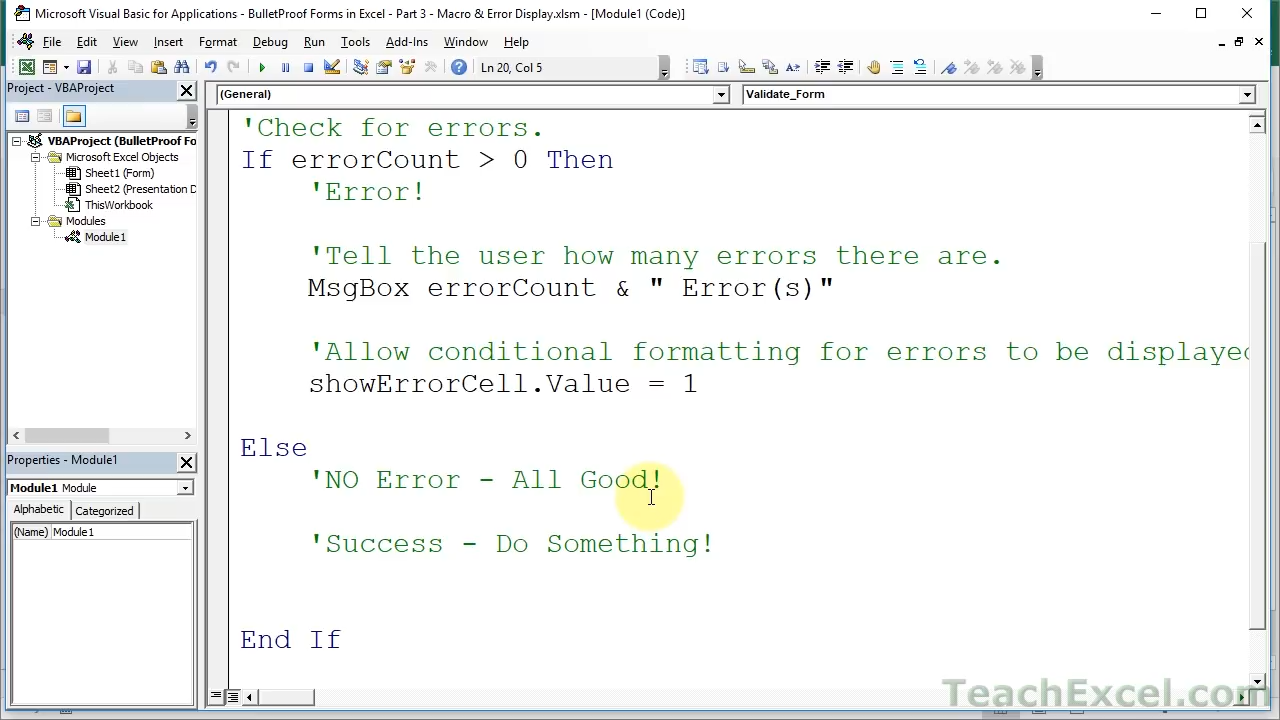 Microsoft Visual Basic for Applications - BulletProof Forms in Excel - Part 3 - Macro & Error Display.xlsm - [Module1 (Code)]
File Edit View Insert Format Debug Run Tools Add-Ins Window Help
Ln 20, Col 5
Project - VBAProject
(General)
Validate_Form
VBAProject (BulletProof Fo
Microsoft Excel Objects
Sheet1 (Form)
Sheet2 (Presentation D
ThisWorkbook
Modules
Module1
Properties - Module1
Module1 Module
Alphabetic Categorized
(Name) Module1
'Check for errors.
If errorCount > 0 Then
'Error!
'Tell the user how many errors there are.
MsgBox errorCount & " Error(s)"
'Allow conditional formatting for errors to be displayed
showErrorCell.Value = 1
Else
'NO Error - All Good!
'Success - Do Something!
End If
TeachExcel.com